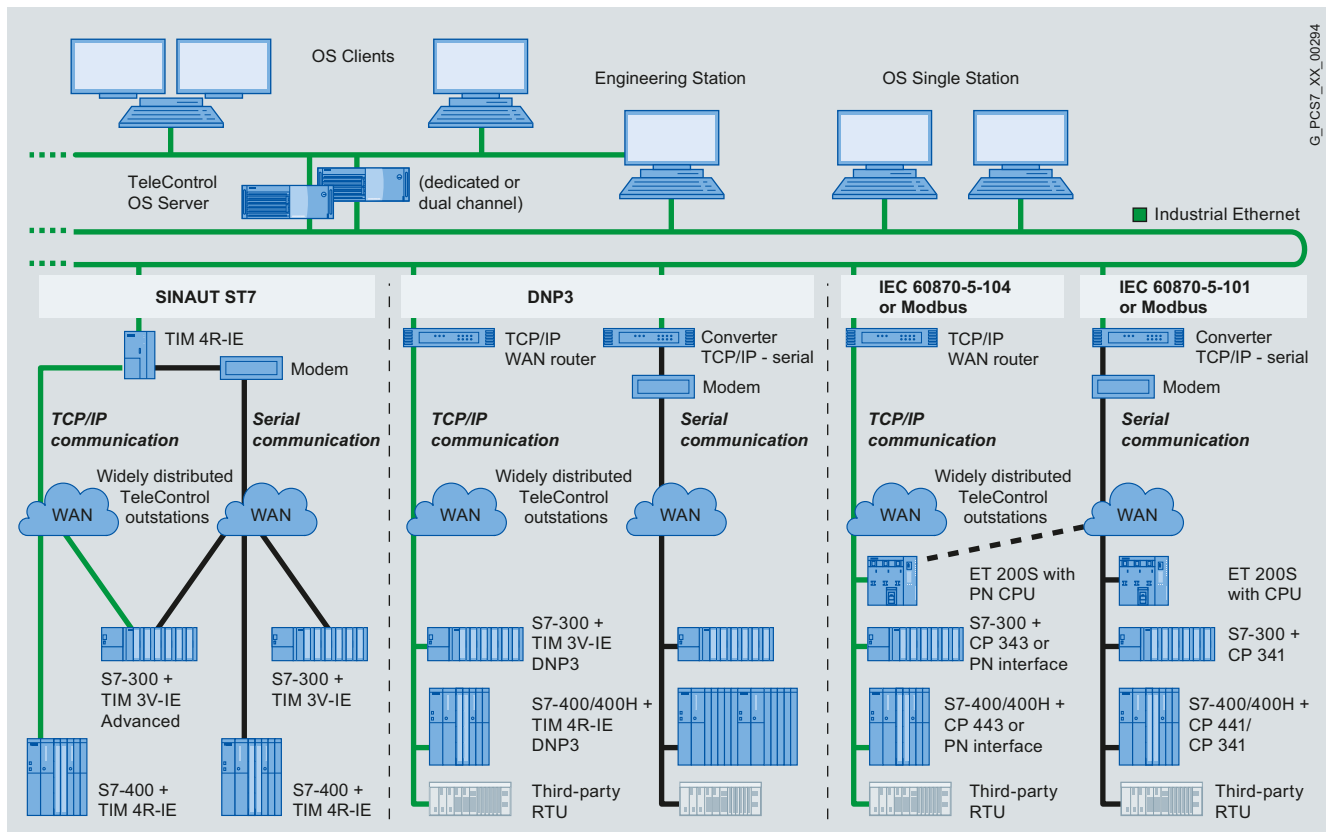 G_PCS7_XX_00294
OS Clients
Engineering Station
OS Single Station
TeleControl
OS Server
(dedicated or
dual channel)
Industrial Ethernet
SINAUT ST7
DNP3
IEC 60870-5-104
or Modbus
IEC 60870-5-101
or Modbus
TIM 4R-IE
Modem
TCP/IP
WAN router
Converter
TCP/IP - serial
Modem
TCP/IP
WAN router
Converter
TCP/IP - serial
Modem
TCP/IP
communication
Serial
communication
TCP/IP
communication
Serial
communication
TCP/IP
communication
Serial
communication
Widely distributed
TeleControl
outstations
Widely distributed
TeleControl
outstations
Widely distributed
TeleControl
outstations
WAN
WAN
WAN
WAN
WAN
WAN
S7-300 +
TIM 3V-IE
Advanced
S7-300 +
TIM 3V-IE
S7-400 +
TIM 4R-IE
S7-400 +
TIM 4R-IE
S7-300 +
TIM 3V-IE
DNP3
S7-400/400H +
TIM 4R-IE
DNP3
Third-party
RTU
ET 200S with
PN CPU
S7-300 +
CP 343 or
PN interface
S7-400/400H +
CP 443 or
PN interface
Third-party
RTU
ET 200S
with CPU
S7-300 +
CP 341
S7-400/400H +
CP 441/
CP 341
Third-party
RTU